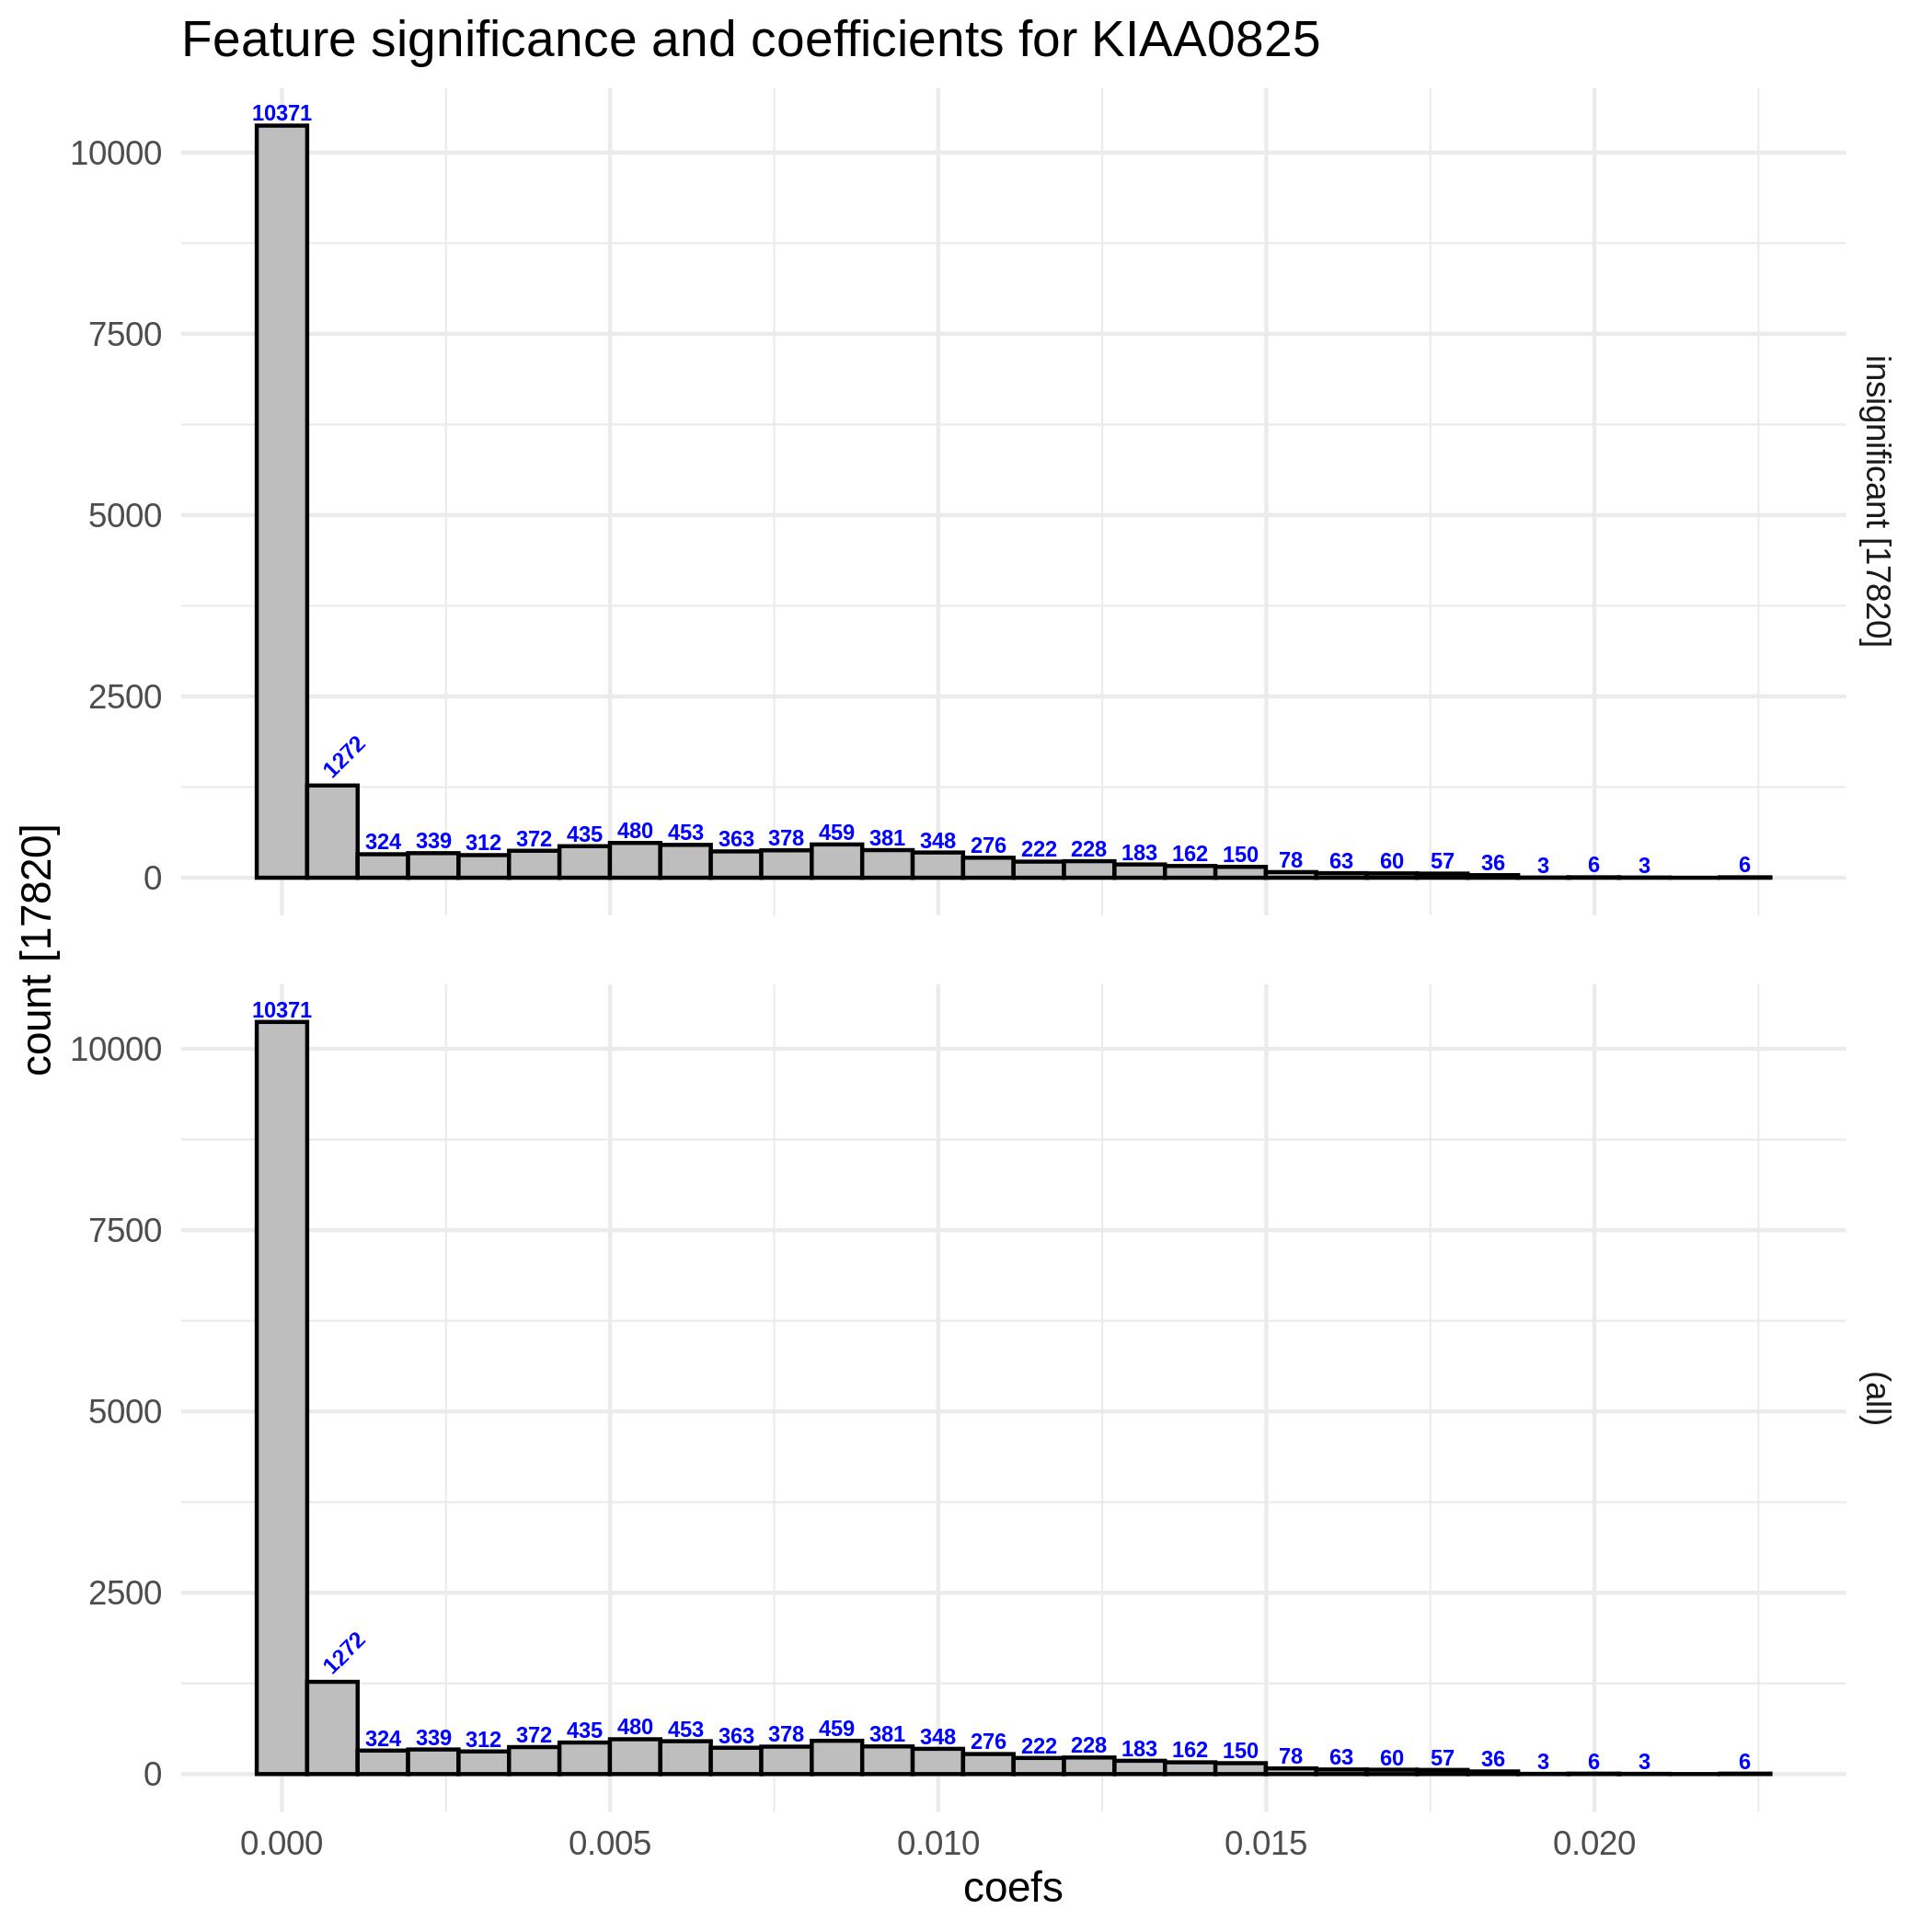 Feature significance and coefficients for KIAA0825
count [17820]
10000
7500
5000
2500
0
10371
1272
324 339 312 372 435 480 453 363 378 459 381 348 276 222 228 183 162 150 78 63 60 57 36 3 6 3 6
insignificant [17820]
10000
7500
5000
2500
0
10371
1272
324 339 312 372 435 480 453 363 378 459 381 348 276 222 228 183 162 150 78 63 60 57 36 3 6 3 6
(all)
0.000 0.005 0.010 0.015 0.020
coefs